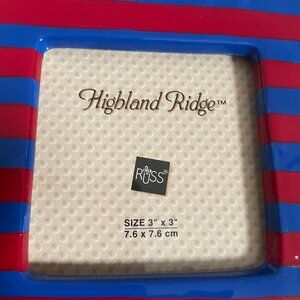 Highland Ridge™
RUSS®
SIZE 3" x 3"
7.6 x 7.6 cm